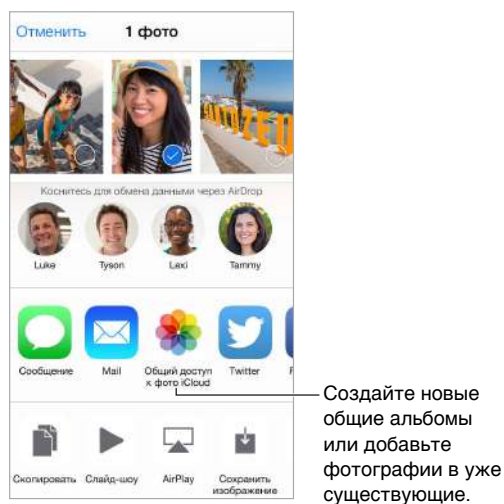 Отменить 1 фото
Коснитесь для обмена данными через AirDrop
Luke Tyson Lexi Tammy
Сообщение Mail Общий доступ к фото iCloud Twitter
Создайте новые
общие альбомы
или добавьте
фотографии в уже
существующие.
Скопировать Слайд-шоу AirPlay Сохранить изображение